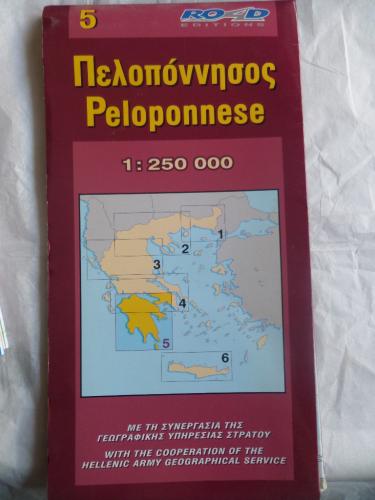 5
ROAD
EDITIONS
Πελοπόννησος
Peloponnese
1: 250 000
1
2
3
4
5
6
ΜΕ ΤΗ ΣΥΝΕΡΓΑΣΙΑ ΤΗΣ
ΓΕΩΓΡΑΦΙΚΗΣ ΥΠΗΡΕΣΙΑΣ ΣΤΡΑΤΟΥ
WITH THE COOPERATION OF THE
HELLENIC ARMY GEOGRAPHICAL SERVICE